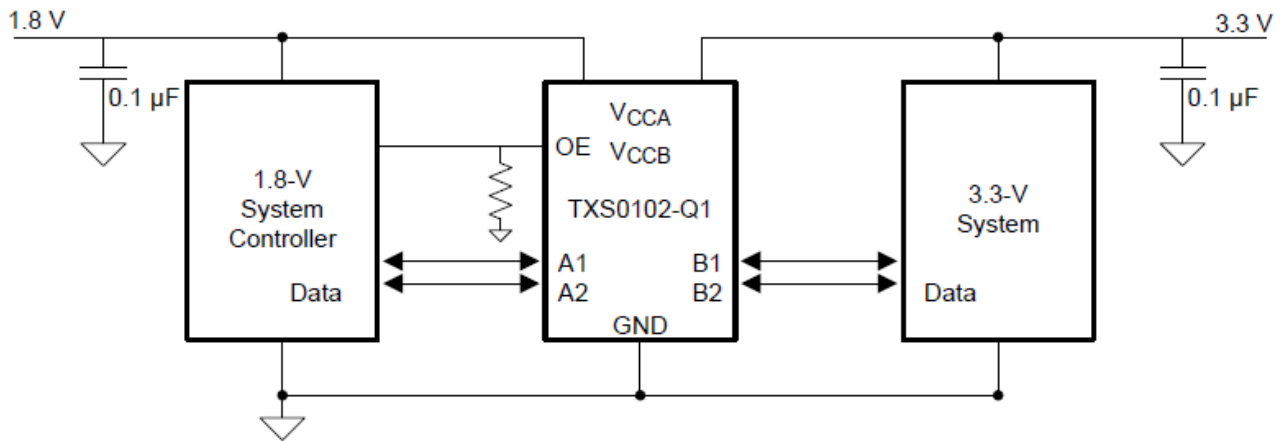 1.8 V
3.3 V
0.1 µF
0.1 µF
VCCA
OE
VCCB
1.8-V
System
Controller
TXS0102-Q1
3.3-V
System
A1
B1
A2
B2
Data
Data
GND